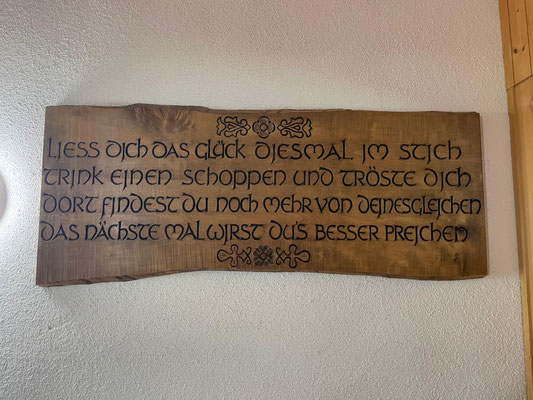 LIESS DICH DAS GLÜCK DIESMAL IM STICH
TRINK EINEN SCHOPPEN UND TRÖSTE DICH
DORT FINDEST DU NOCH MEHR VON DEINESGLEICHEN
DAS NÄCHSTE MAL WIRST DU'S BESSER PREICHEN